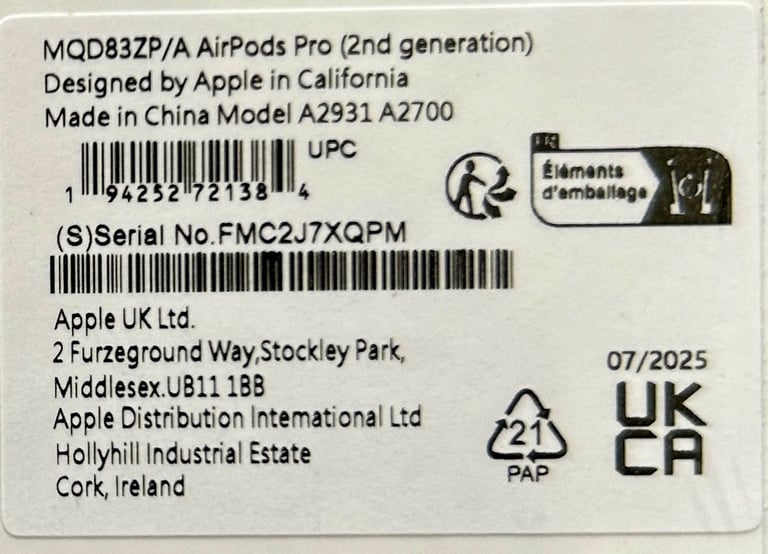 MQD83ZP/A AirPods Pro (2nd generation)
Designed by Apple in California
Made in China Model A2931 A2700
UPC
1 94252 72138 4
FR
Éléments
d'emballage
(S)Serial No.FMC2J7XQPM
Apple UK Ltd.
2 Furzeground Way,Stockley Park,
Middlesex.UB11 1BB
Apple Distribution International Ltd
Hollyhill Industrial Estate
Cork, Ireland
07/2025
UK
CA
21
PAP